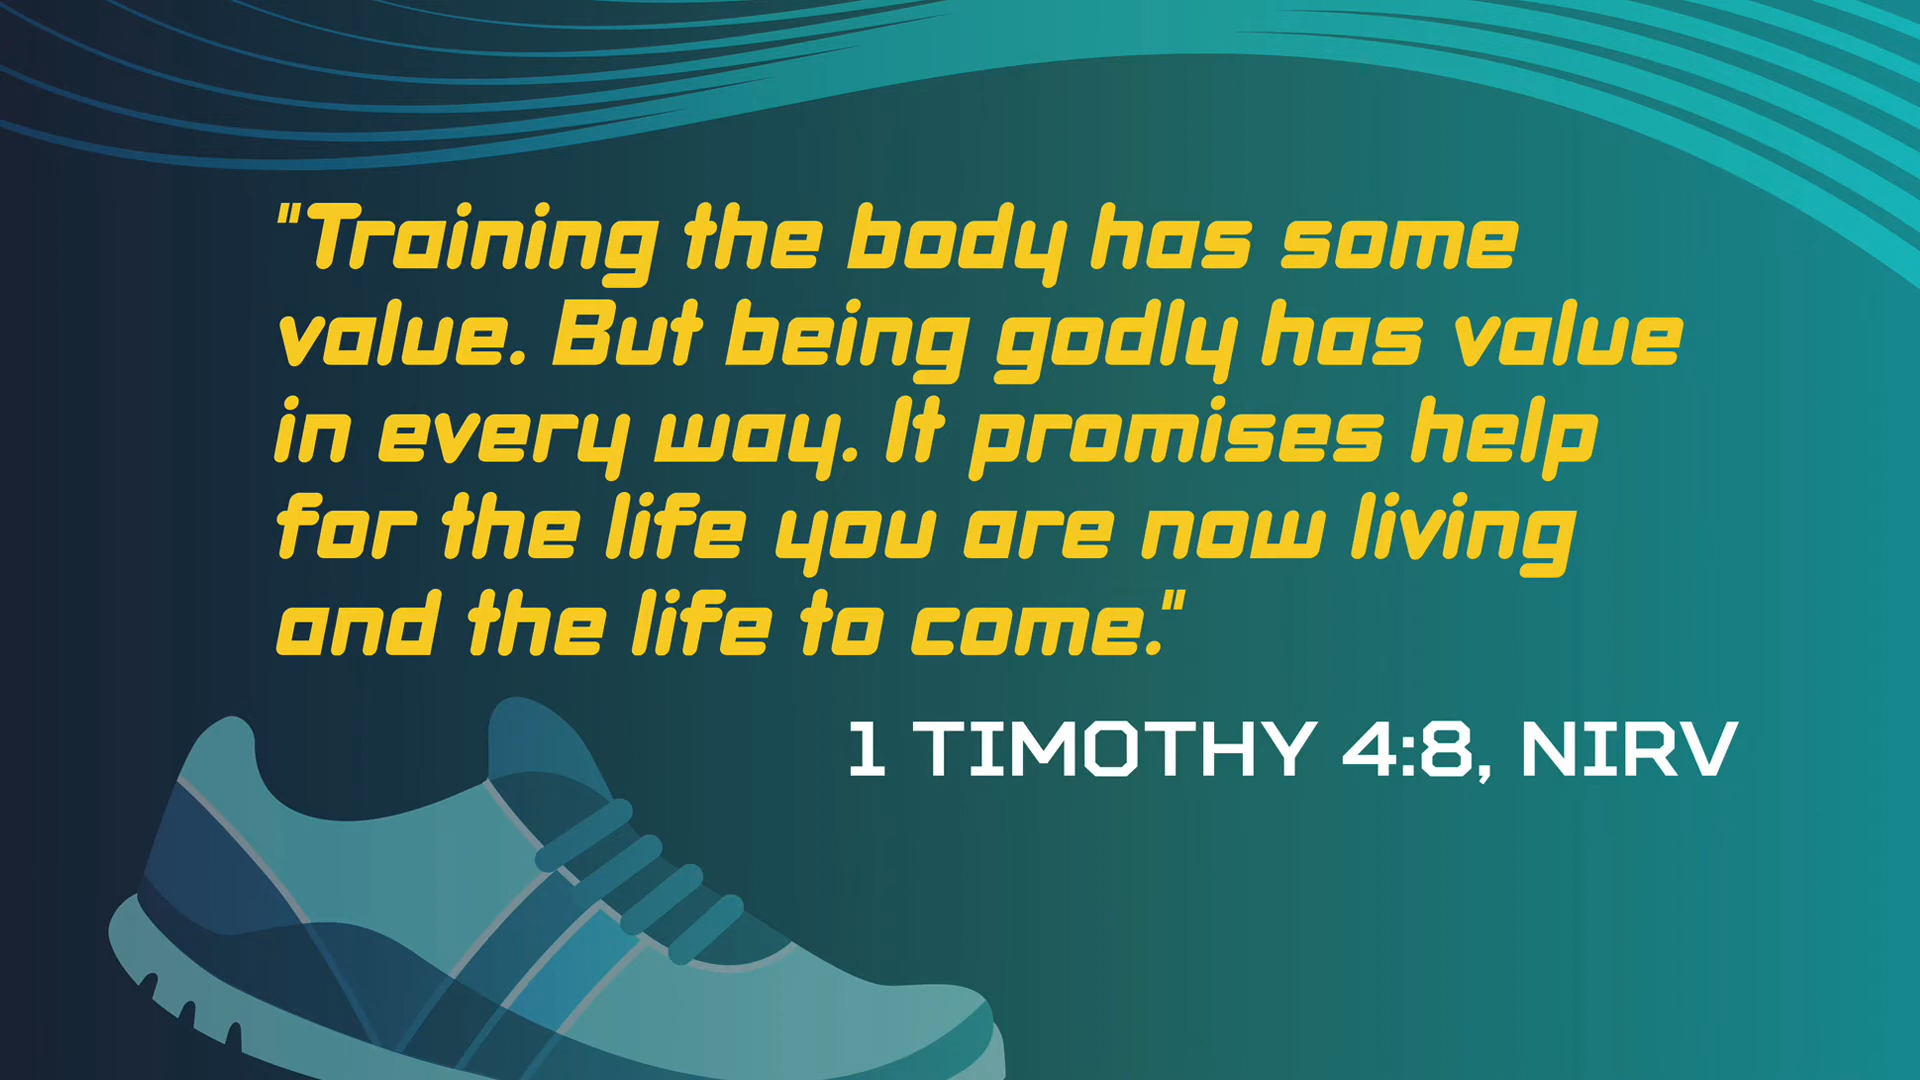 "Training the body has some
value. But being godly has value
in every way. It promises help
for the life you are now living
and the life to come."
1 TIMOTHY 4:8, NIRV